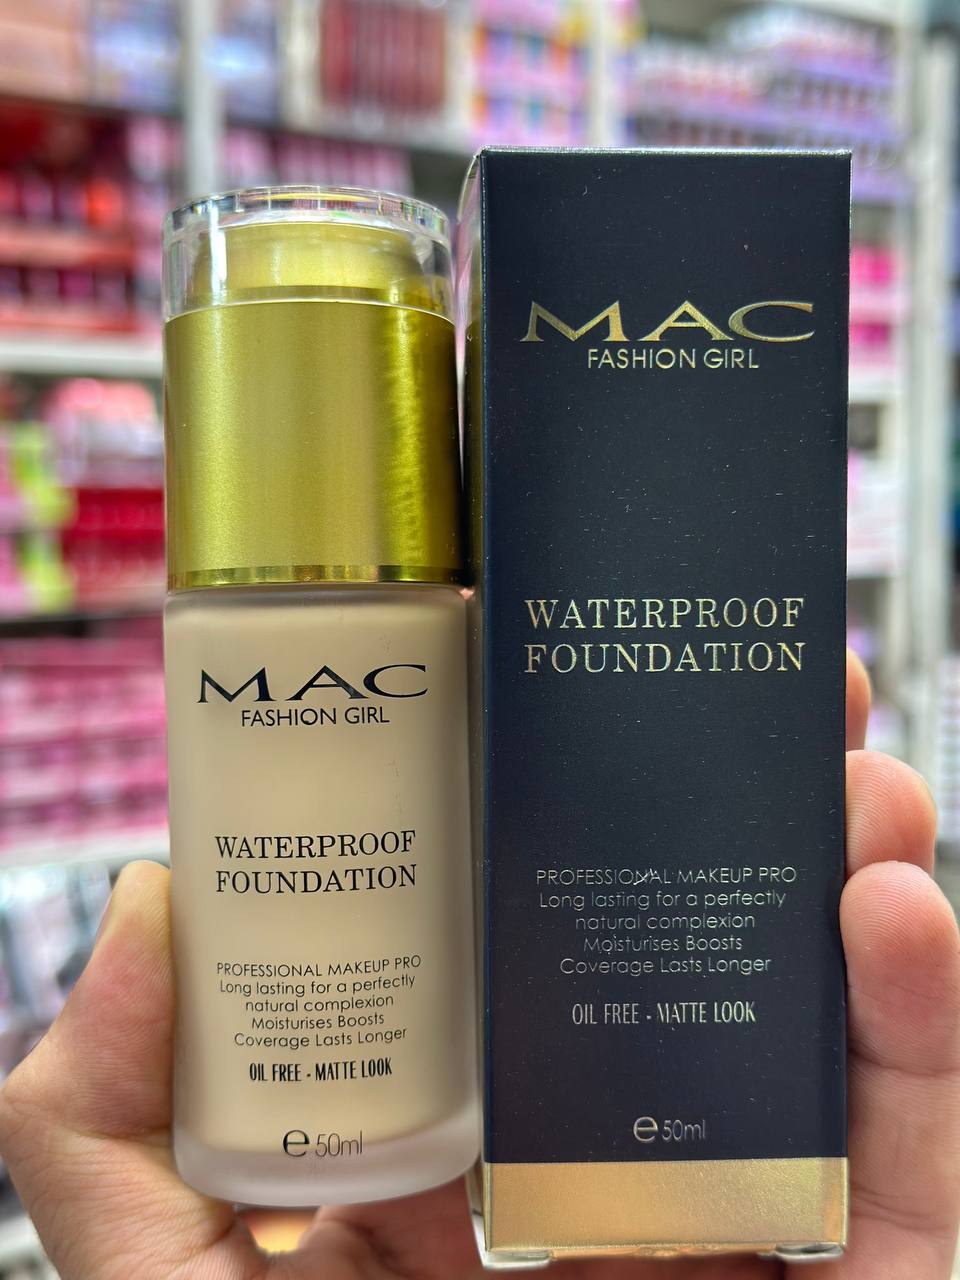 MAC
FASHION GIRL
WATERPROOF
FOUNDATION
PROFESSIONAL MAKEUP PRO
Long lasting for a perfectly
natural complexion
Moisturises Boosts
Coverage Lasts Longer
OIL FREE - MATTE LOOK
e 50ml
MAC
FASHION GIRL
WATERPROOF
FOUNDATION
PROFESSIONAL MAKEUP PRO
Long lasting for a perfectly
natural complexion
Moisturises Boosts
Coverage Lasts Longer
OIL FREE - MATTE LOOK
e 50ml